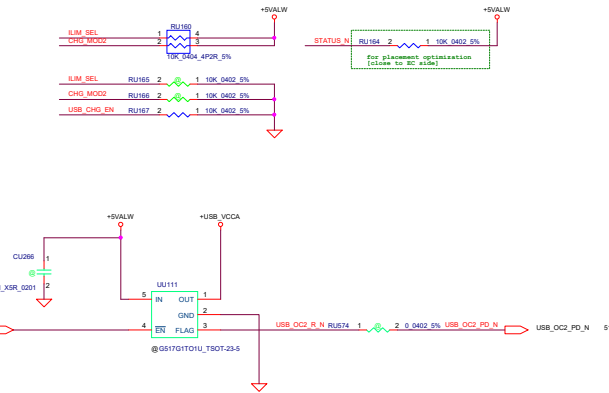 +5VALW
+5VALW
RU160
ILIM_SEL 1 4
CHG_MOD2 2 3
10K_0404_4P2R_5%
STATUS_N RU164 2 1 10K_0402_5%
for placement optimization
[close to EC side]
ILIM_SEL RU165 2 @ 1 10K_0402_5%
CHG_MOD2 RU166 2 @ 1 10K_0402_5%
USB_CHG_EN RU167 2 1 10K_0402_5%
+5VALW
+USB_VCCA
CU266
1
@
2
_X5R_0201
UU111
5 IN OUT 1
GND 2
4 EN FLAG 3
USB_OC2_R_N RU574 1 @ 2 0_0402_5% USB_OC2_PD_N
USB_OC2_PD_N
@G517G1TO1U_TSOT-23-5